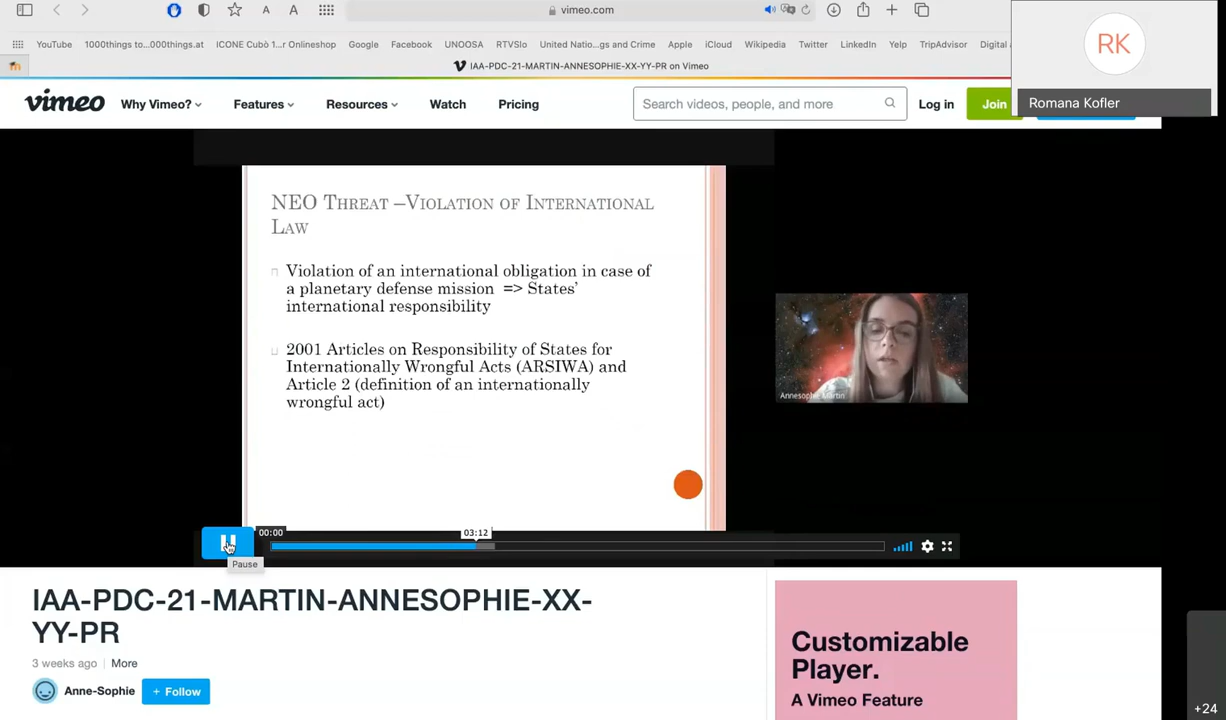 vimeo.com
YouTube 1000things to...000things.at ICONE Cubò 1...r Onlineshop Google Facebook UNOOSA RTVSlo United Natio...gs and Crime Apple iCloud Wikipedia Twitter LinkedIn Yelp TripAdvisor Digital
IAA-PDC-21-MARTIN-ANNESOPHIE-XX-YY-PR on Vimeo
RK
Romana Kofler
vimeo Why Vimeo? Features Resources Watch Pricing Search videos, people, and more Log in Join
NEO Threat –Violation of International
Law
Violation of an international obligation in case of
a planetary defense mission => States'
international responsibility
2001 Articles on Responsibility of States for
Internationally Wrongful Acts (ARSIWA) and
Article 2 (definition of an internationally
wrongful act)
Annesophie Martin
00:00 03:12
Pause
IAA-PDC-21-MARTIN-ANNESOPHIE-XX-
YY-PR
3 weeks ago More
Anne-Sophie + Follow
Customizable
Player.
A Vimeo Feature
+24